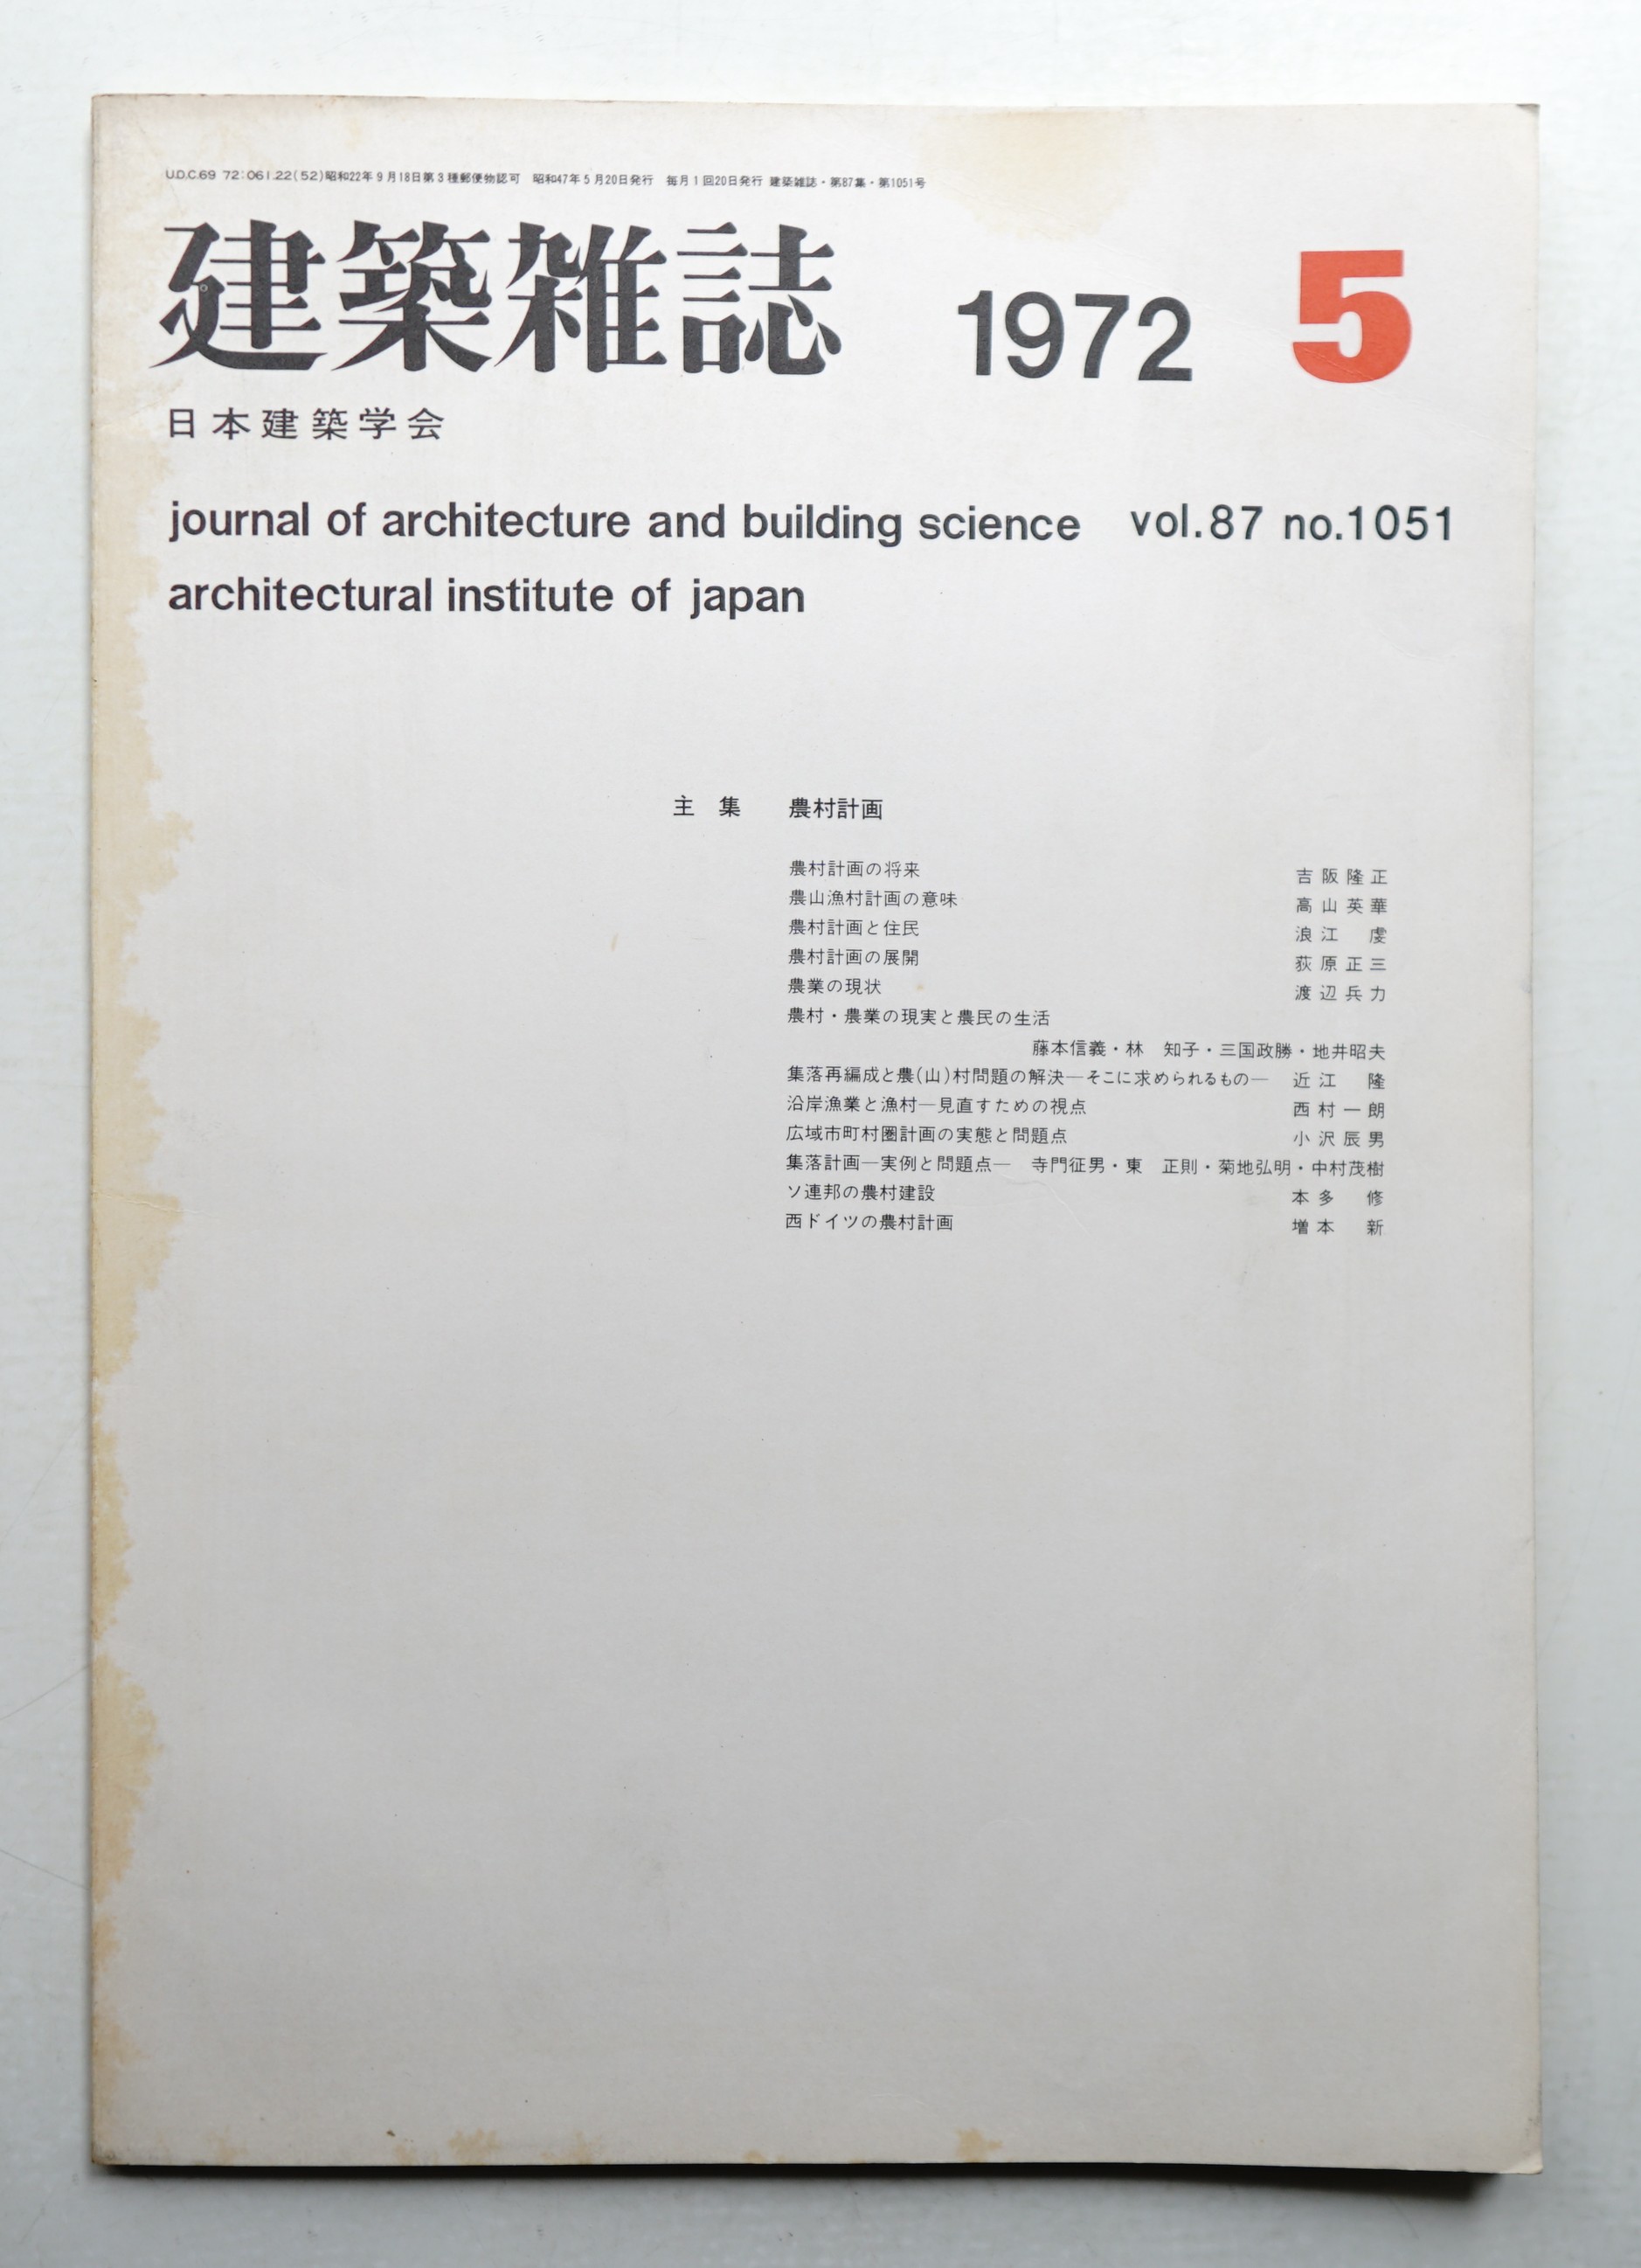 U.D.C.69 72:061.22(52)昭和22年9月18日第3種郵便物認可 昭和47年5月20日発行 毎月1回20日発行 建築雑誌・第87集・第1051号
建築雑誌 1972 5
日本建築学会
journal of architecture and building science vol.87 no.1051
architectural institute of japan
主集 農村計画
農村計画の将来 吉阪隆正
農山漁村計画の意味 高山英華
農村計画と住民 浪江虔
農村計画の展開 荻原正三
農業の現状 渡辺兵力
農村・農業の現実と農民の生活
藤本信義・林 知子・三国政勝・地井昭夫
集落再編成と農(山)村問題の解決―そこに求められるもの― 近江 隆
沿岸漁業と漁村―見直すための視点 西村一朗
広域市町村圏計画の実態と問題点 小沢辰男
集落計画―実例と問題点― 寺門征男・東 正則・菊地弘明・中村茂樹
ソ連邦の農村建設 本多 修
西ドイツの農村計画 増本 新